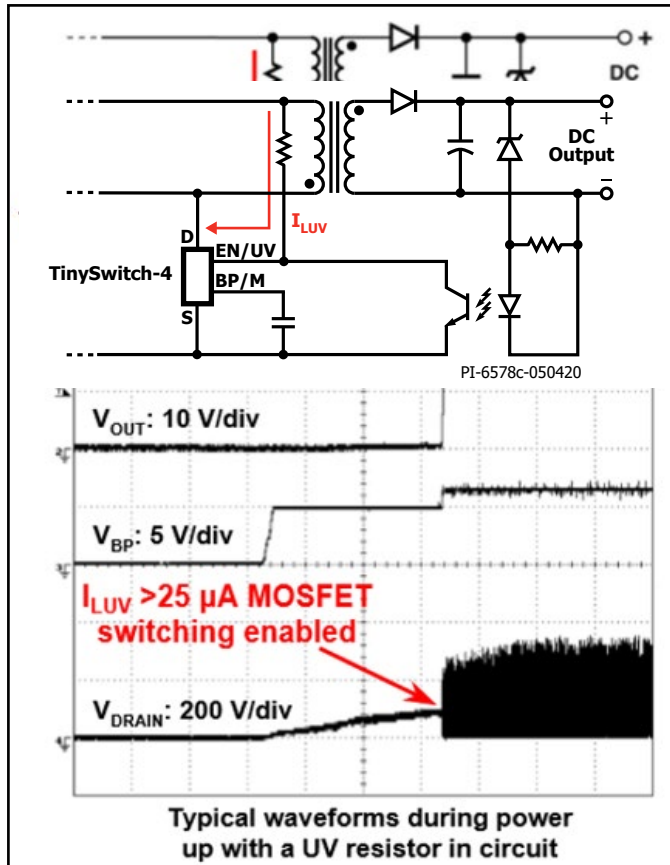 +
DC
+
DC
Output
−
I_LUV
D
EN/UV
TinySwitch-4
BP/M
S
PI-6578c-050420
V_OUT: 10 V/div
V_BP: 5 V/div
I_LUV >25 µA MOSFET
switching enabled
V_DRAIN: 200 V/div
Typical waveforms during power
up with a UV resistor in circuit